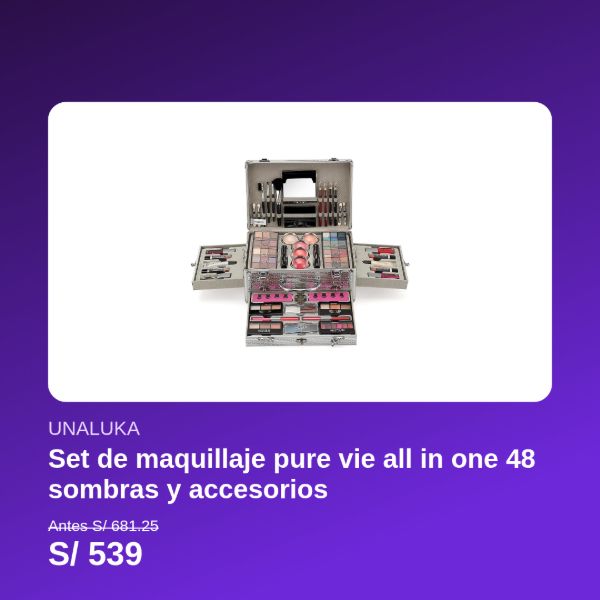 UNALUKA
Set de maquillaje pure vie all in one 48
sombras y accesorios
Antes S/ 681.25
S/ 539